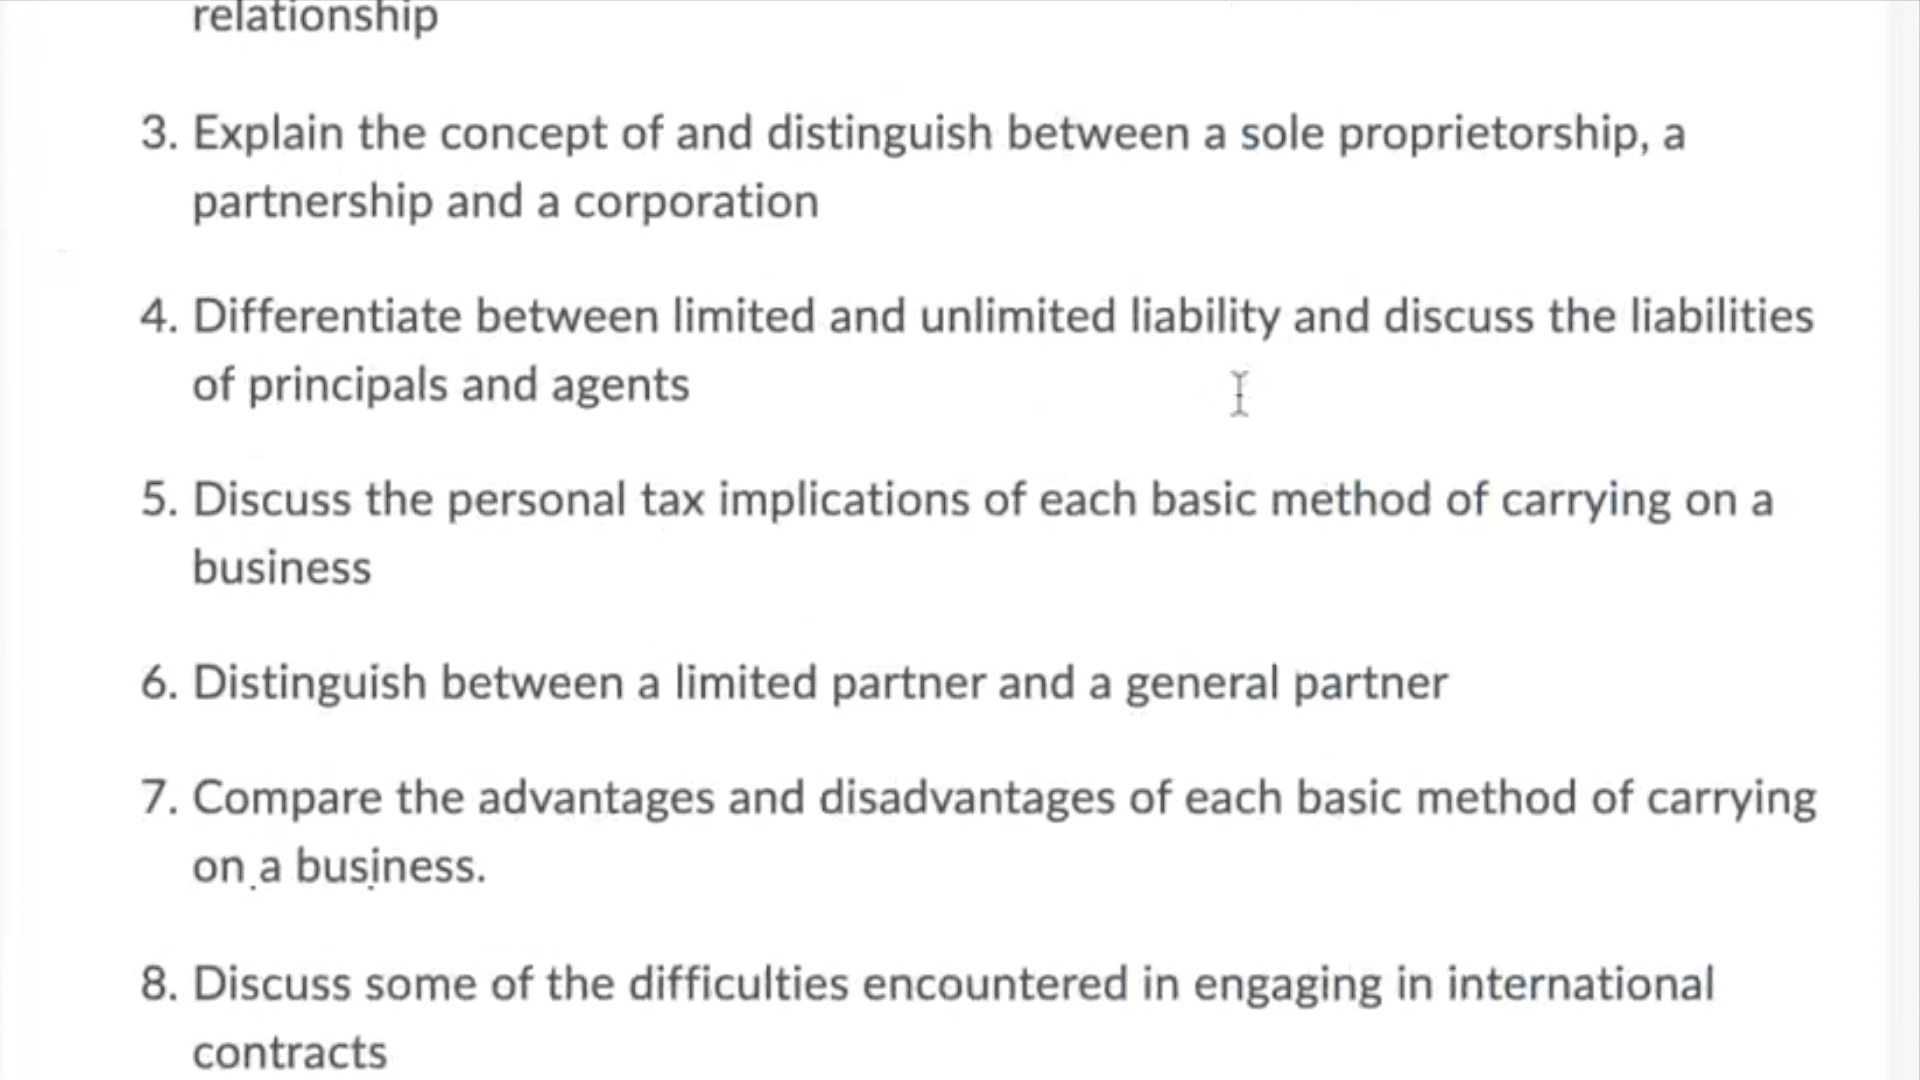 relationship
3. Explain the concept of and distinguish between a sole proprietorship, a
partnership and a corporation
4. Differentiate between limited and unlimited liability and discuss the liabilities
of principals and agents
5. Discuss the personal tax implications of each basic method of carrying on a
business
6. Distinguish between a limited partner and a general partner
7. Compare the advantages and disadvantages of each basic method of carrying
on a business.
8. Discuss some of the difficulties encountered in engaging in international
contracts